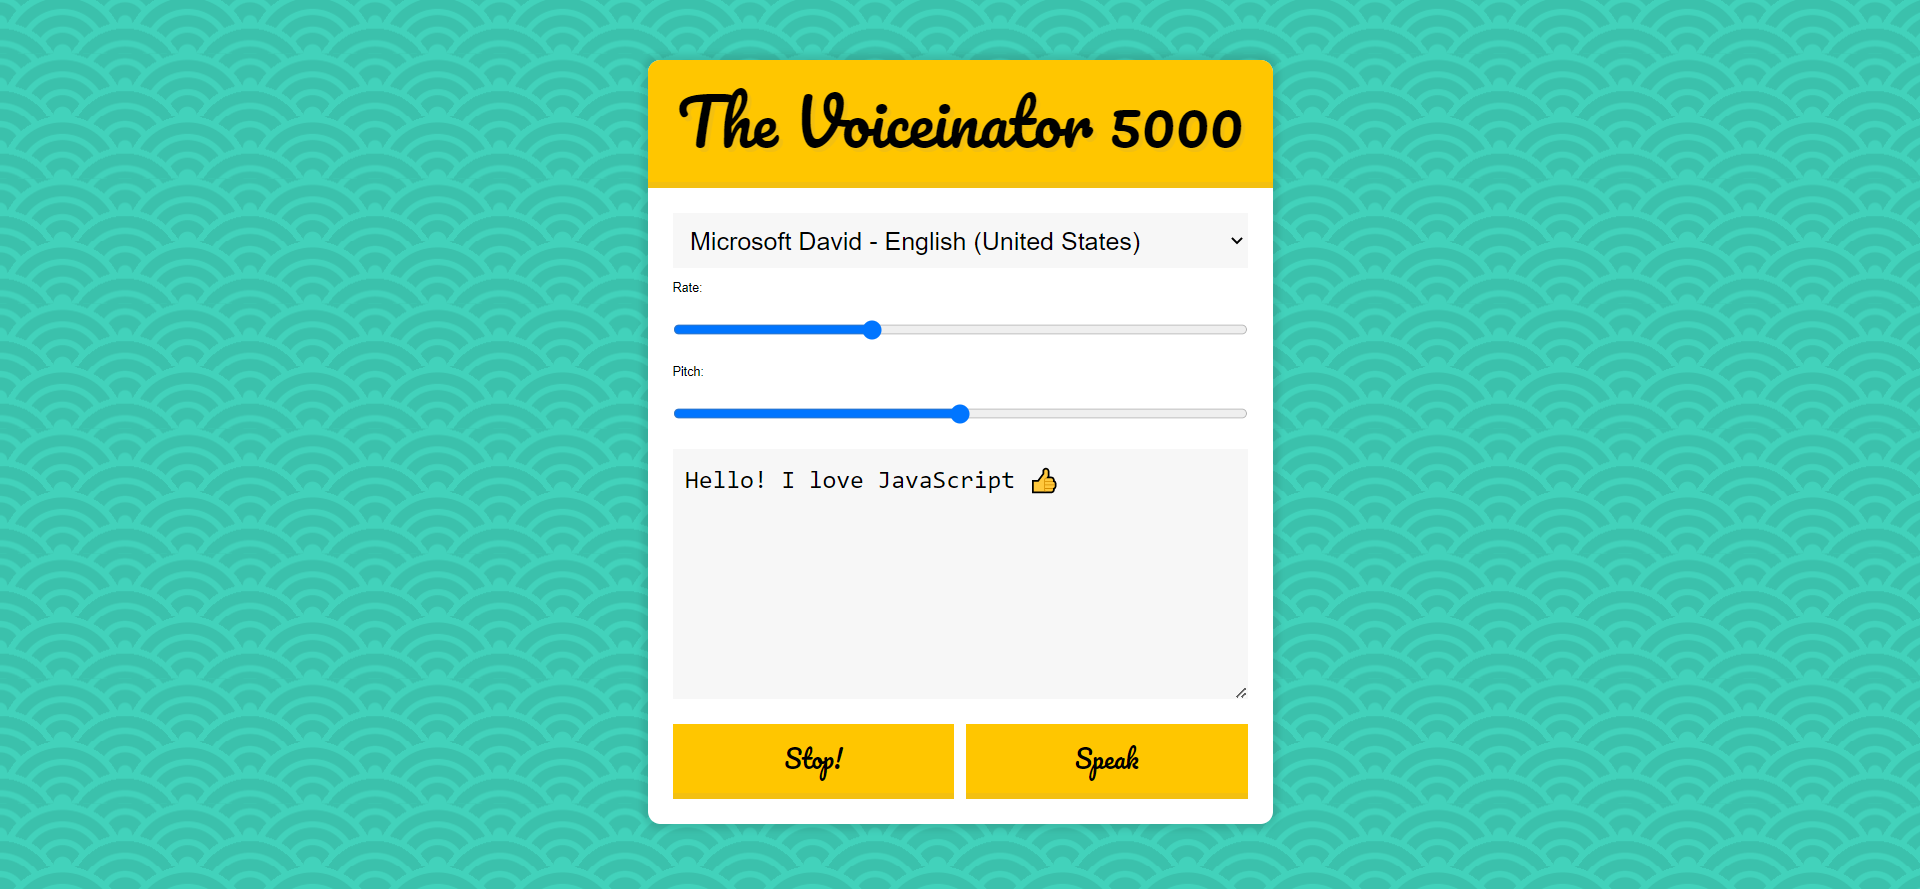 The Voiceinator 5000
Microsoft David - English (United States)
Rate:
Pitch:
Hello! I love JavaScript 👍
Stop! Speak